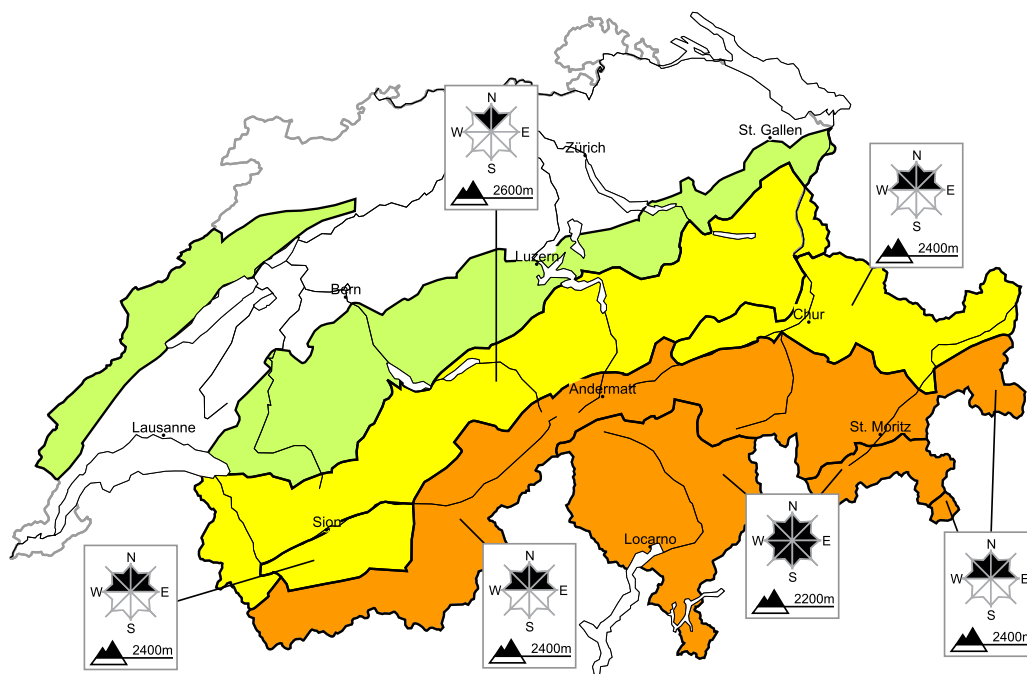 N
W E
S
2600m
St. Gallen
Zürich
N
W E
S
2400m
Luzern
Bern
Chur
Andermatt
Lausanne
St. Moritz
Sion
Locarno
N
W E
S
2200m
N
W E
S
2400m
N
W E
S
2400m
N
W E
S
2400m